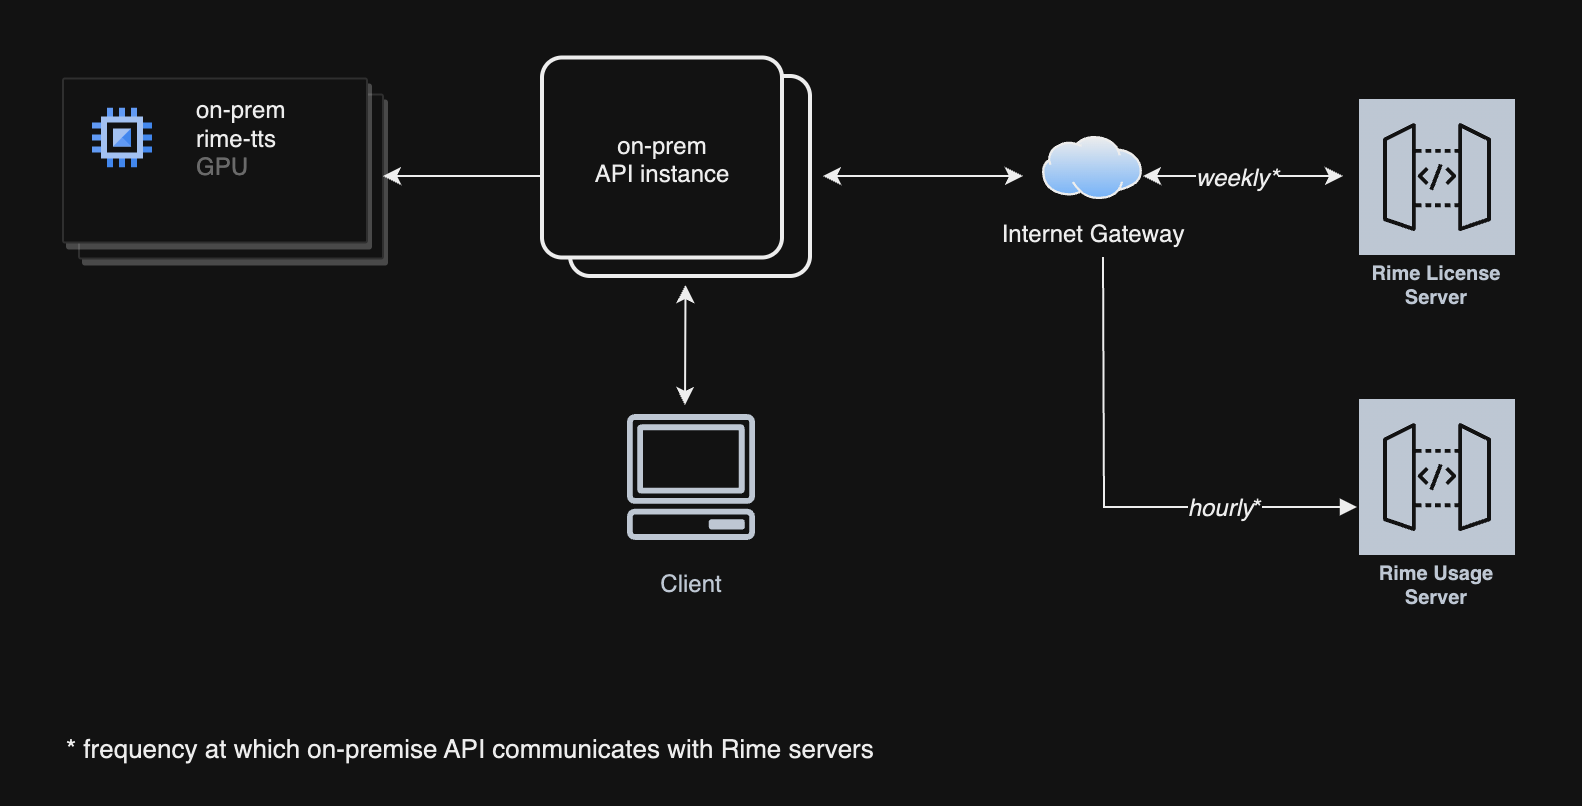 on-prem
rime-tts
GPU
on-prem
API instance
Internet Gateway
weekly*
</>
Rime License
Server
hourly*
</>
Rime Usage
Server
Client
* frequency at which on-premise API communicates with Rime servers